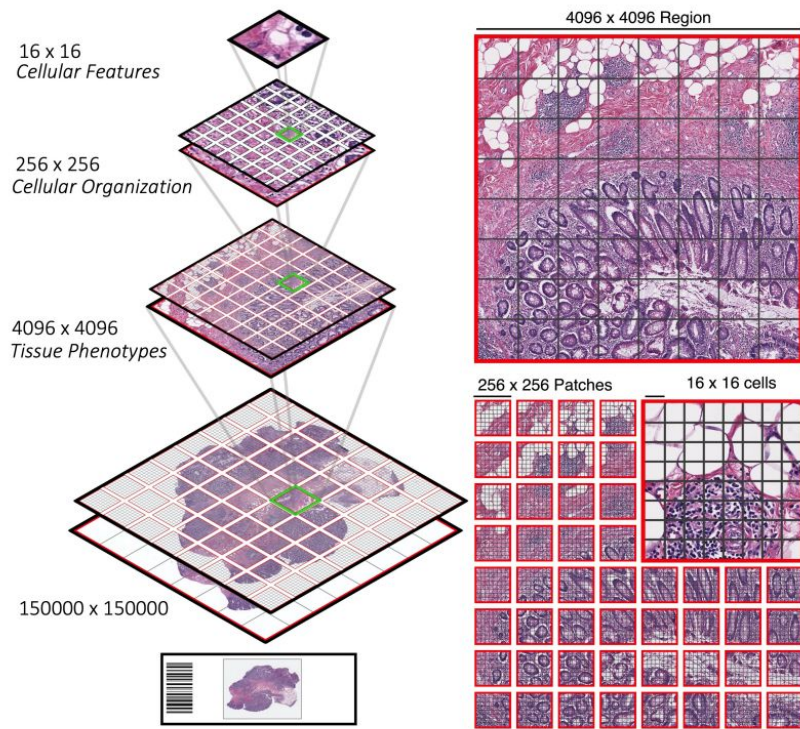 16 x 16
Cellular Features
256 x 256
Cellular Organization
4096 x 4096
Tissue Phenotypes
150000 x 150000
4096 x 4096 Region
256 x 256 Patches
16 x 16 cells